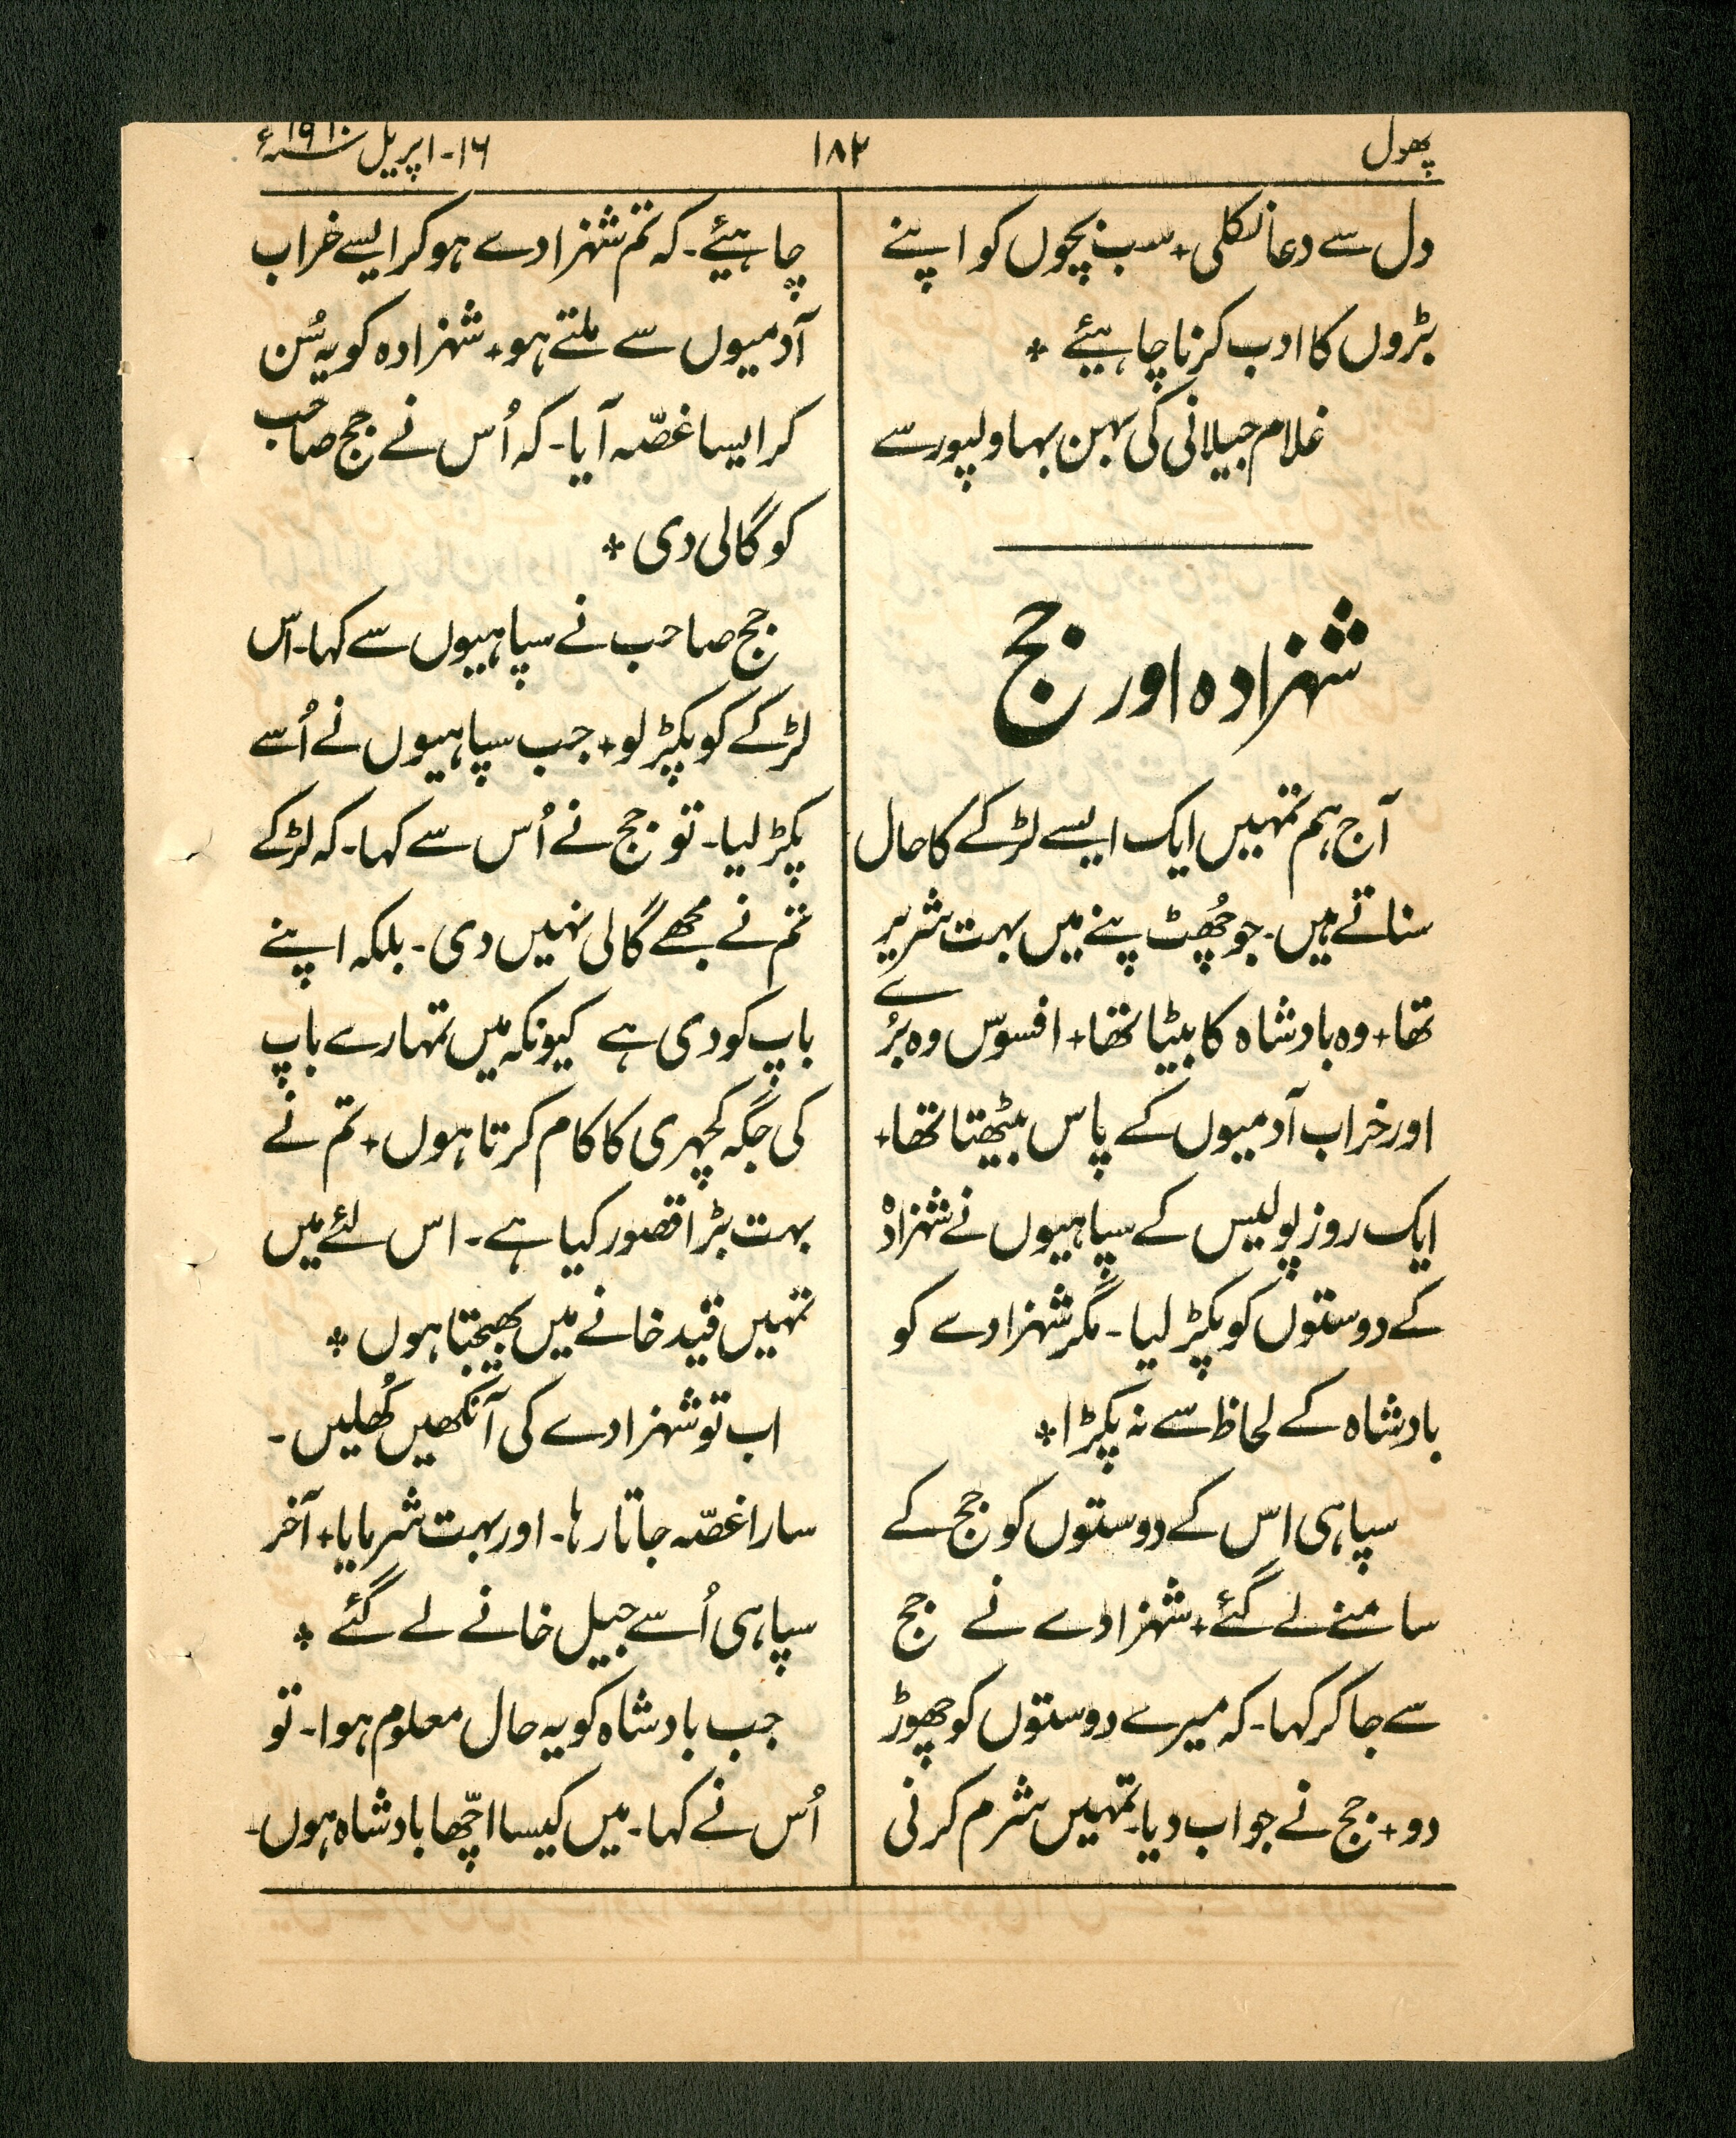 پھول
۱۸۲
۱۶-اپریل ۱۹۱۰ء
دل سے دعا نکلی+ سب بچوں کو اپنے
بڑوں کا ادب کرنا چاہیئے +
غلام جیلانی کی بہن بہاولپور سے
شہزادہ اور جج
آج ہم تمہیں ایک ایسے لڑکے کا حال
سناتے ہیں- جو چُھٹ پنے میں بہت شریر
تھا+ وہ بادشاہ کا بیٹا تھا+ افسوس وہ بُرے
اور خراب آدمیوں کے پاس بیٹھتا تھا+
ایک روز پولیس کے سپاہیوں نے شہزادہ
کے دوستوں کو پکڑ لیا- مگر شہزادے کو
بادشاہ کے لحاظ سے نہ پکڑا+
سپاہی اس کے دوستوں کو جج کے
سامنے لے گئے+ شہزادے نے جج
سے جا کر کہا- کہ میرے دوستوں کو چھوڑ
دو+ جج نے جواب دیا- تمہیں شرم کرنی
چاہیئے- کہ تم شہزادے ہو کر ایسے خراب
آدمیوں سے ملتے ہو+ شہزادہ کو یہ سُن
کر ایسا غصّہ آیا- کہ اُس نے جج صاحب
کو گالی دی +
جج صاحب نے سپاہیوں سے کہا- اس
لڑکے کو پکڑ لو+ جب سپاہیوں نے اُسے
پکڑ لیا- تو جج نے اُس سے کہا- کہ لڑکے
تم نے مجھے گالی نہیں دی- بلکہ اپنے
باپ کو دی ہے کیونکہ میں تمہارے باپ
کی جگہ کچہری کا کام کرتا ہوں+ تم نے
بہت بڑا قصور کیا ہے- اس لئے میں
تمہیں قید خانے میں بھیجتا ہوں +
اب تو شہزادے کی آنکھیں کُھلیں-
سارا غصّہ جاتا رہا- اور بہت شرمایا+ آخر
سپاہی اُسے جیل خانے لے گئے +
جب بادشاہ کو یہ حال معلوم ہوا- تو
اُس نے کہا- میں کیسا اچّھا بادشاہ ہوں-